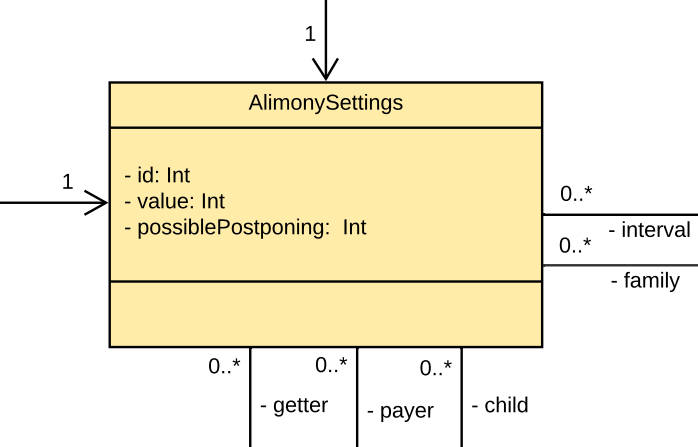 1
AlimonySettings
1
- id: Int
- value: Int
- possiblePostponing: Int
0..*
- interval
0..*
- family
0..*
0..*
0..*
- getter
- payer
- child